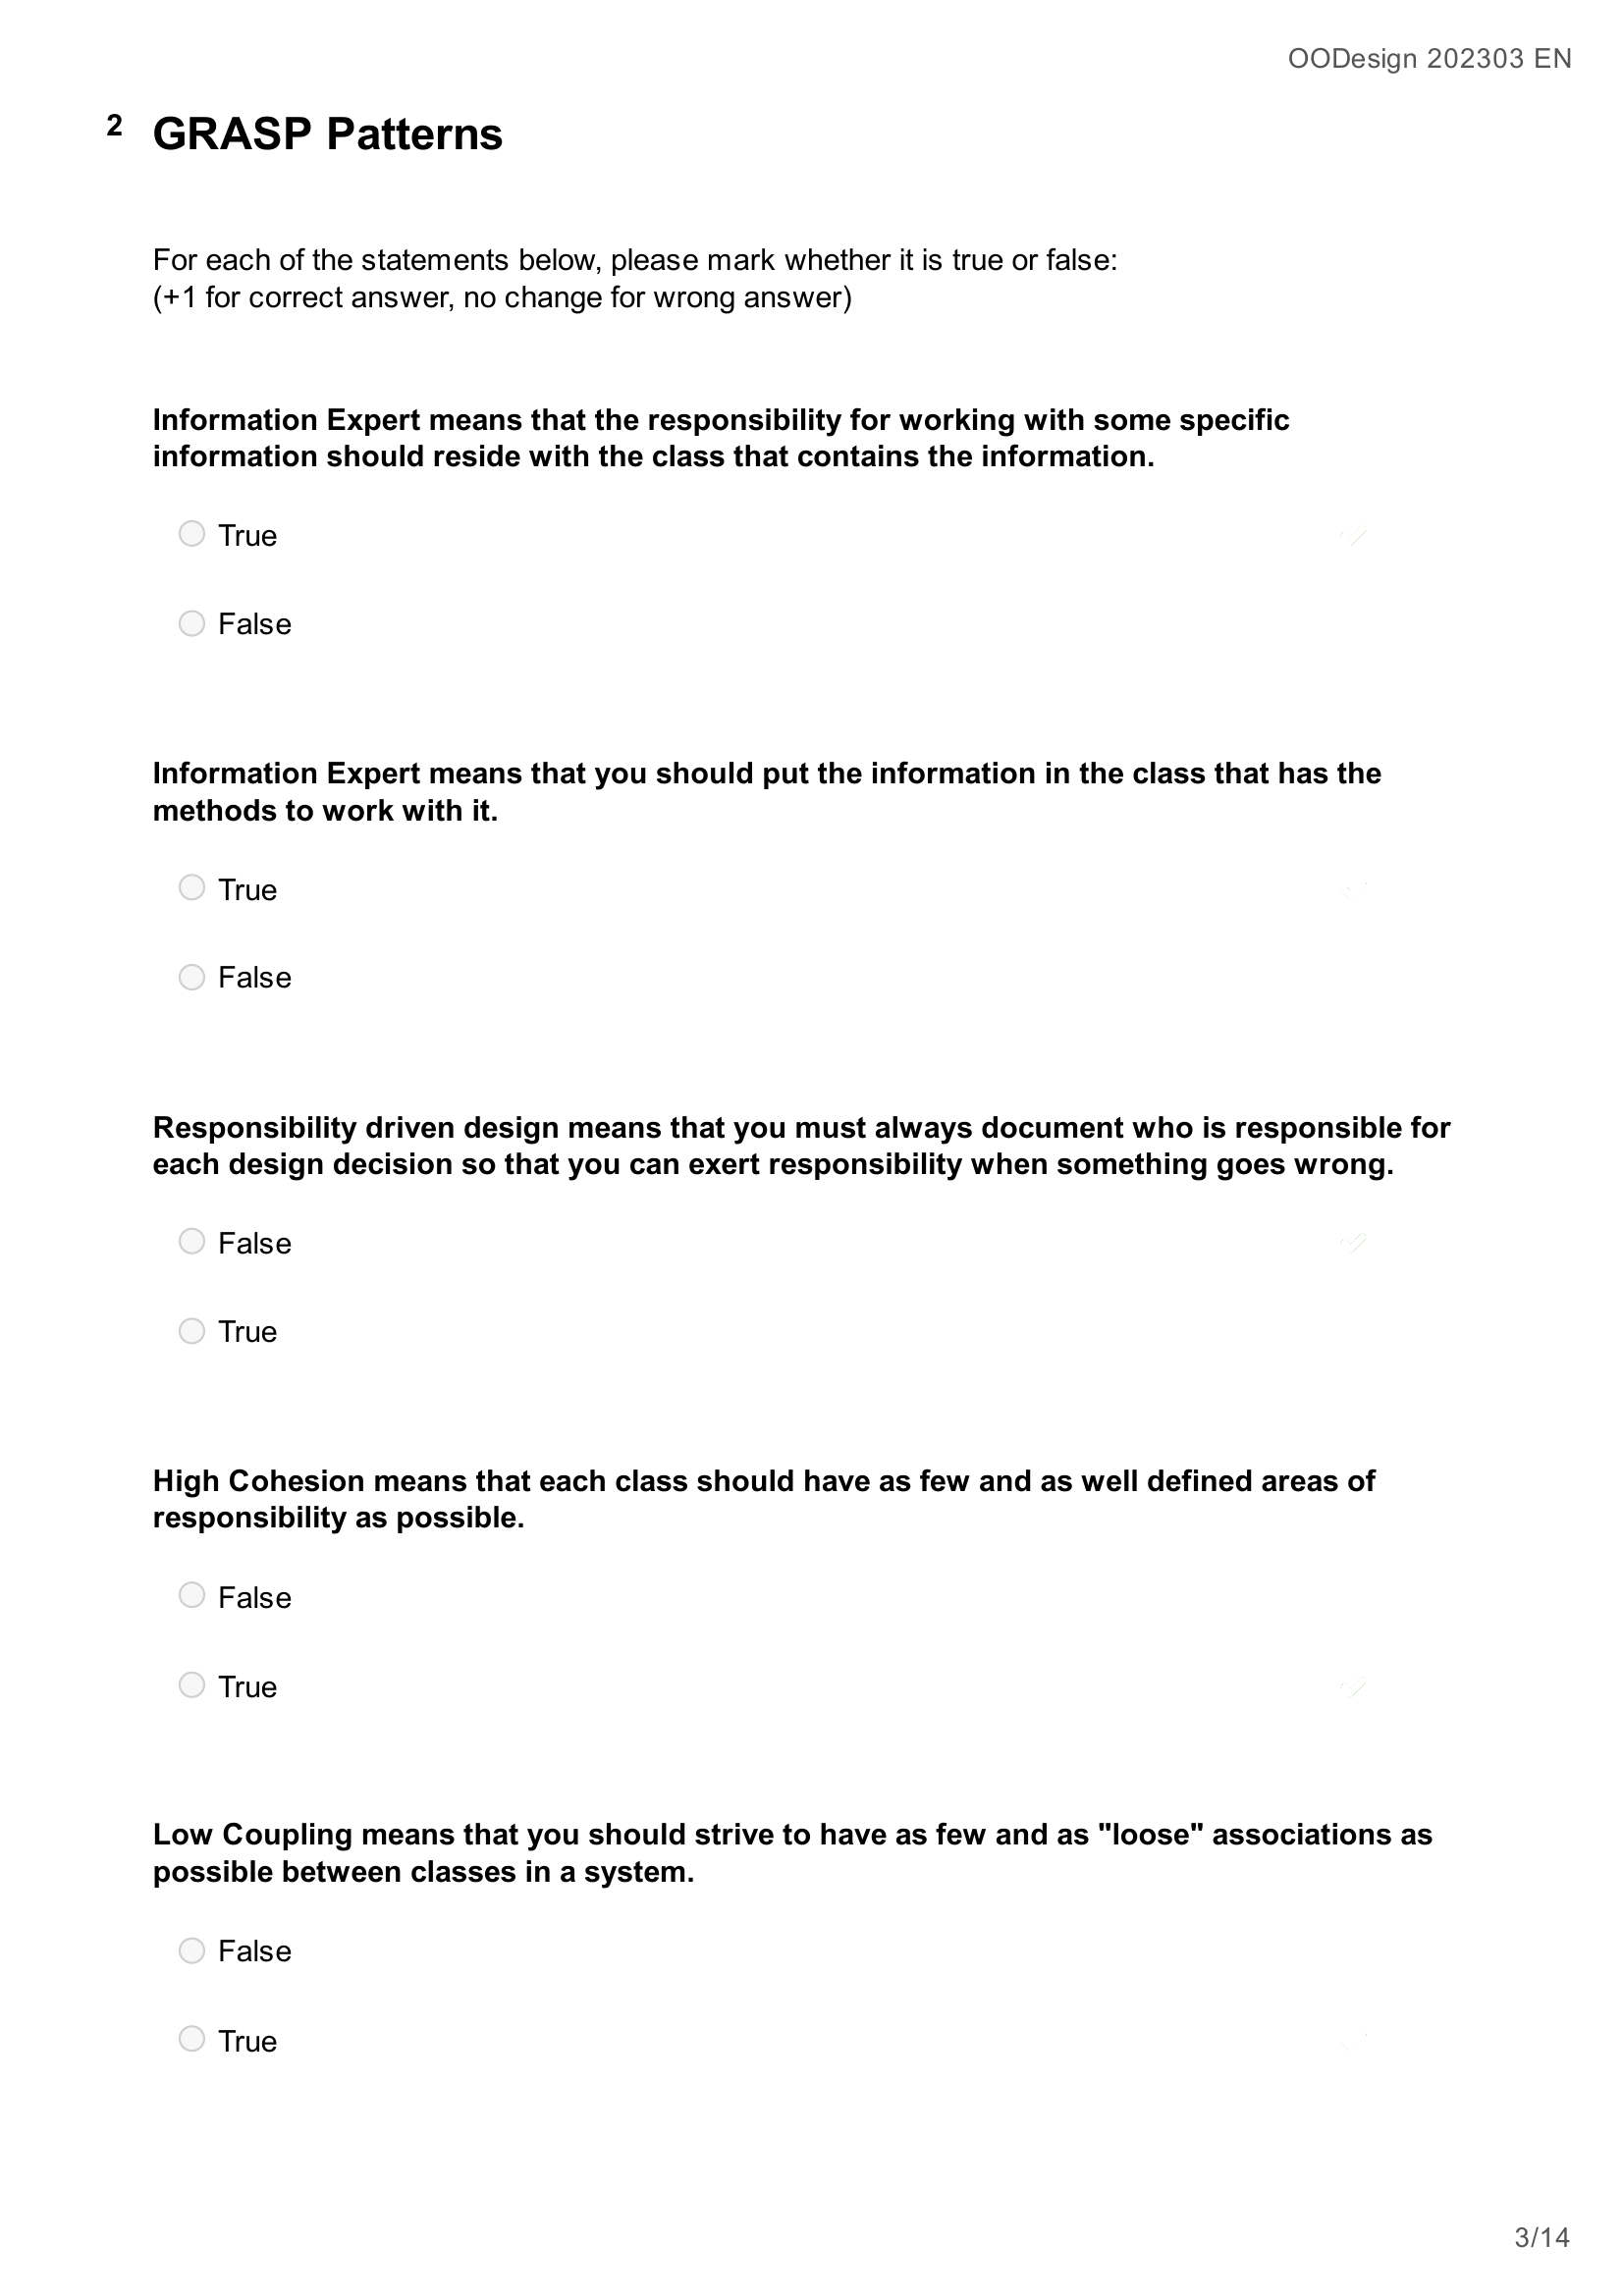 OODesign 202303 EN
2 GRASP Patterns
For each of the statements below, please mark whether it is true or false:
(+1 for correct answer, no change for wrong answer)
Information Expert means that the responsibility for working with some specific
information should reside with the class that contains the information.
True
False
Information Expert means that you should put the information in the class that has the
methods to work with it.
True
False
Responsibility driven design means that you must always document who is responsible for
each design decision so that you can exert responsibility when something goes wrong.
False
True
High Cohesion means that each class should have as few and as well defined areas of
responsibility as possible.
False
True
Low Coupling means that you should strive to have as few and as "loose" associations as
possible between classes in a system.
False
True
3/14